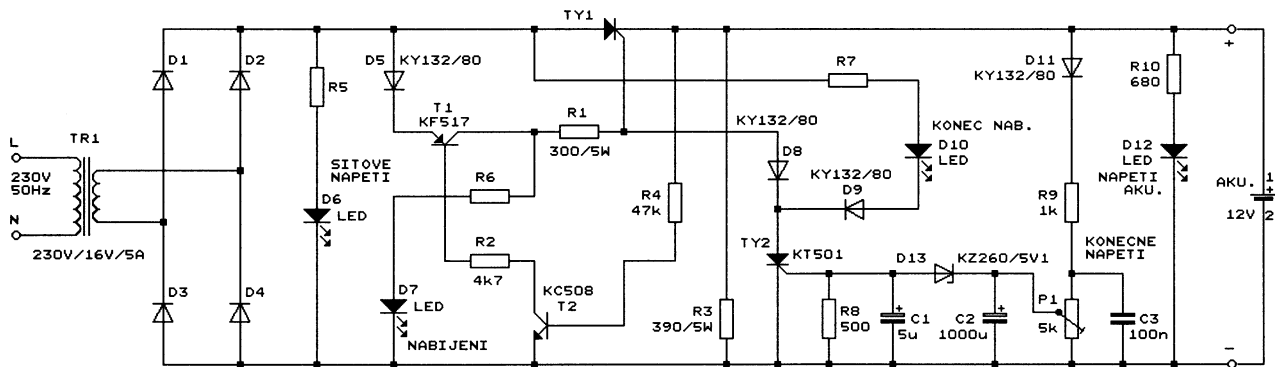 TY1
D1
D2
D5
KY132/80
R5
T1
KF517
R1
300/5W
KY132/80
R7
D11
KY132/80
R10
680
+
TR1
L
230V
50Hz
N
230V/16V/5A
SITOVE
NAPETI
D6
LED
R6
R4
47k
D8
KY132/80
D9
KONEC NAB.
D10
LED
R9
1k
D12
LED
NAPETI
AKU.
AKU.
1
+
12V
2
D3
D4
R2
4k7
D7
LED
NABIJENI
KC508
T2
R3
390/5W
TY2
KT501
D13
KZ260/5V1
KONECNE
NAPETI
R8
500
+
C1
5u
+
C2
1000u
P1
5k
C3
100n
−